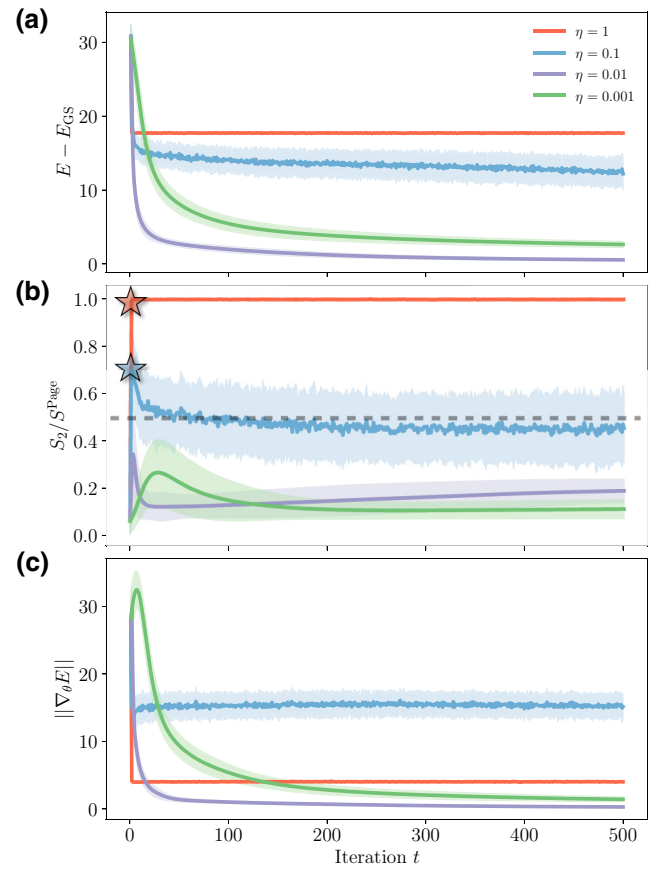 (a)
E − E_GS
30
20
10
0
η = 1
η = 0.1
η = 0.01
η = 0.001
(b)
S₂/S^Page
1.0
0.8
0.6
0.4
0.2
0.0
(c)
||∇_θE||
30
20
10
0
0 100 200 300 400 500
Iteration t